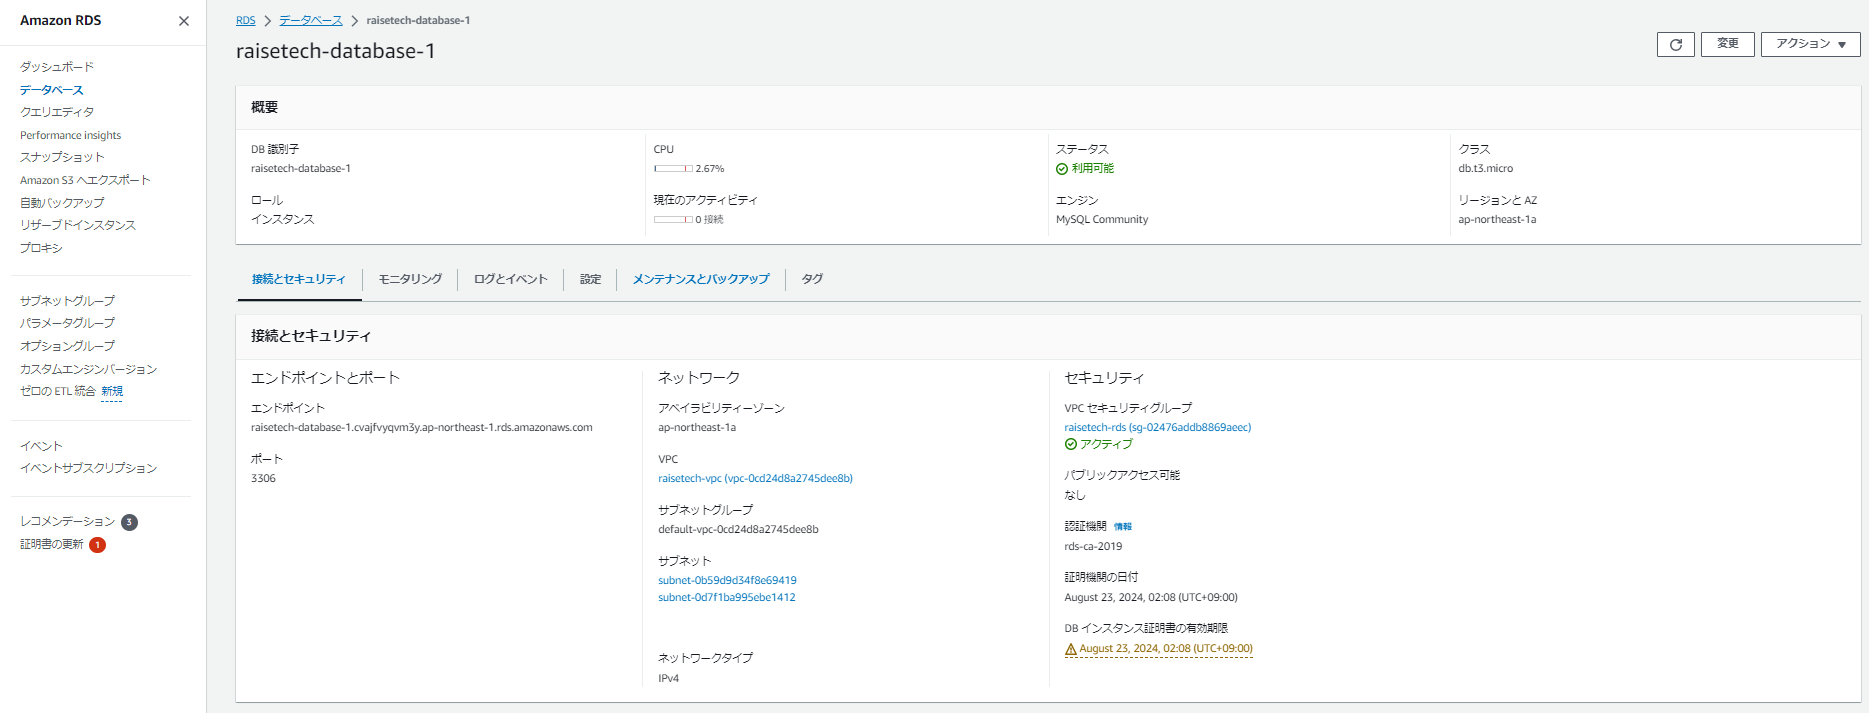 Amazon RDS
ダッシュボード
データベース
クエリエディタ
Performance insights
スナップショット
Amazon S3 へエクスポート
自動バックアップ
リザーブドインスタンス
プロキシ
サブネットグループ
パラメータグループ
オプショングループ
カスタムエンジンバージョン
ゼロの ETL 統合 新規
イベント
イベントサブスクリプション
レコメンデーション 3
証明書の更新 1
RDS > データベース > raisetech-database-1
raisetech-database-1
変更
アクション
概要
DB 識別子
raisetech-database-1
CPU
2.67%
ステータス
利用可能
クラス
db.t3.micro
ロール
インスタンス
現在のアクティビティ
0 接続
エンジン
MySQL Community
リージョンと AZ
ap-northeast-1a
接続とセキュリティ モニタリング ログとイベント 設定 メンテナンスとバックアップ タグ
接続とセキュリティ
エンドポイントとポート
エンドポイント
raisetech-database-1.cvajfvyqvm3y.ap-northeast-1.rds.amazonaws.com
ポート
3306
ネットワーク
アベイラビリティーゾーン
ap-northeast-1a
VPC
raisetech-vpc (vpc-0cd24d8a2745dee8b)
サブネットグループ
default-vpc-0cd24d8a2745dee8b
サブネット
subnet-0b59d9d34f8e69419
subnet-0d7f1ba995ebe1412
ネットワークタイプ
IPv4
セキュリティ
VPC セキュリティグループ
raisetech-rds (sg-02476addb8869aeec)
アクティブ
パブリックアクセス可能
なし
認証機関 情報
rds-ca-2019
証明機関の日付
August 23, 2024, 02:08 (UTC+09:00)
DB インスタンス証明書の有効期限
August 23, 2024, 02:08 (UTC+09:00)